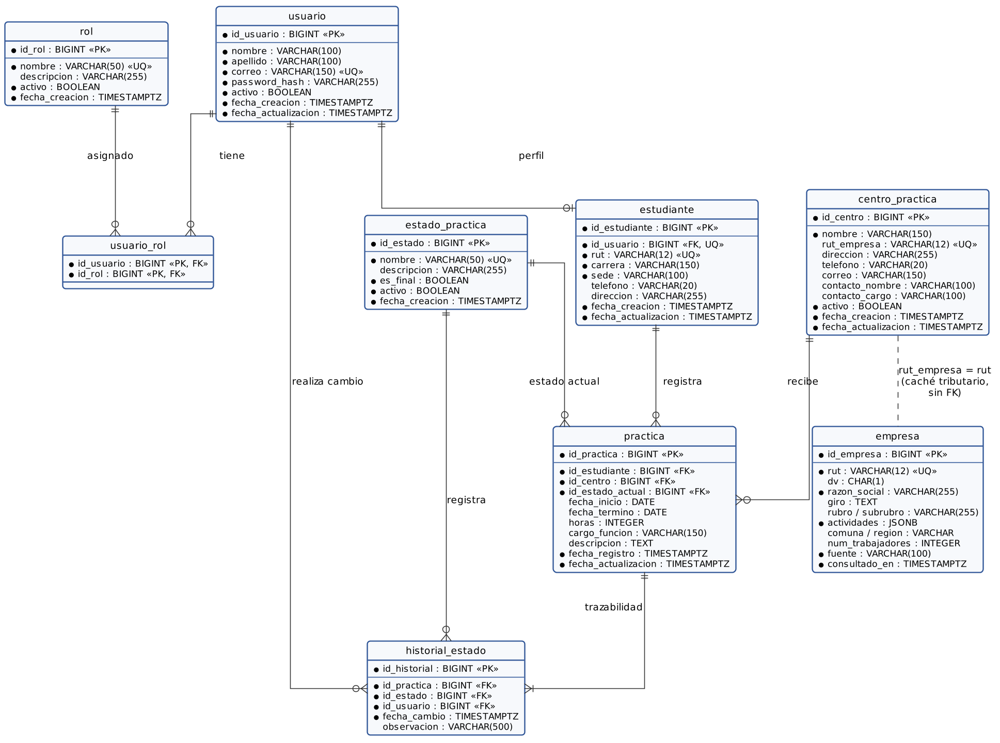 rol
id_rol : BIGINT «PK»
nombre : VARCHAR(50) «UQ»
descripcion : VARCHAR(255)
activo : BOOLEAN
fecha_creacion : TIMESTAMPTZ
usuario
id_usuario : BIGINT «PK»
nombre : VARCHAR(100)
apellido : VARCHAR(100)
correo : VARCHAR(150) «UQ»
password_hash : VARCHAR(255)
activo : BOOLEAN
fecha_creacion : TIMESTAMPTZ
fecha_actualizacion : TIMESTAMPTZ
asignado
tiene
perfil
usuario_rol
id_usuario : BIGINT «PK, FK»
id_rol : BIGINT «PK, FK»
estado_practica
id_estado : BIGINT «PK»
nombre : VARCHAR(50) «UQ»
descripcion : VARCHAR(255)
es_final : BOOLEAN
activo : BOOLEAN
fecha_creacion : TIMESTAMPTZ
estudiante
id_estudiante : BIGINT «PK»
id_usuario : BIGINT «FK, UQ»
rut : VARCHAR(12) «UQ»
carrera : VARCHAR(150)
sede : VARCHAR(100)
telefono : VARCHAR(20)
direccion : VARCHAR(255)
fecha_creacion : TIMESTAMPTZ
fecha_actualizacion : TIMESTAMPTZ
centro_practica
id_centro : BIGINT «PK»
nombre : VARCHAR(150)
rut_empresa : VARCHAR(12) «UQ»
direccion : VARCHAR(255)
telefono : VARCHAR(20)
correo : VARCHAR(150)
contacto_nombre : VARCHAR(100)
contacto_cargo : VARCHAR(100)
activo : BOOLEAN
fecha_creacion : TIMESTAMPTZ
fecha_actualizacion : TIMESTAMPTZ
realiza cambio
estado actual
registra
recibe
rut_empresa = rut
(caché tributario,
sin FK)
registra
practica
id_practica : BIGINT «PK»
id_estudiante : BIGINT «FK»
id_centro : BIGINT «FK»
id_estado_actual : BIGINT «FK»
fecha_inicio : DATE
fecha_termino : DATE
horas : INTEGER
cargo_funcion : VARCHAR(150)
descripcion : TEXT
fecha_registro : TIMESTAMPTZ
fecha_actualizacion : TIMESTAMPTZ
empresa
id_empresa : BIGINT «PK»
rut : VARCHAR(12) «UQ»
dv : CHAR(1)
razon_social : VARCHAR(255)
giro : TEXT
rubro / subrubro : VARCHAR(255)
actividades : JSONB
comuna / region : VARCHAR
num_trabajadores : INTEGER
fuente : VARCHAR(100)
consultado_en : TIMESTAMPTZ
trazabilidad
historial_estado
id_historial : BIGINT «PK»
id_practica : BIGINT «FK»
id_estado : BIGINT «FK»
id_usuario : BIGINT «FK»
fecha_cambio : TIMESTAMPTZ
observacion : VARCHAR(500)